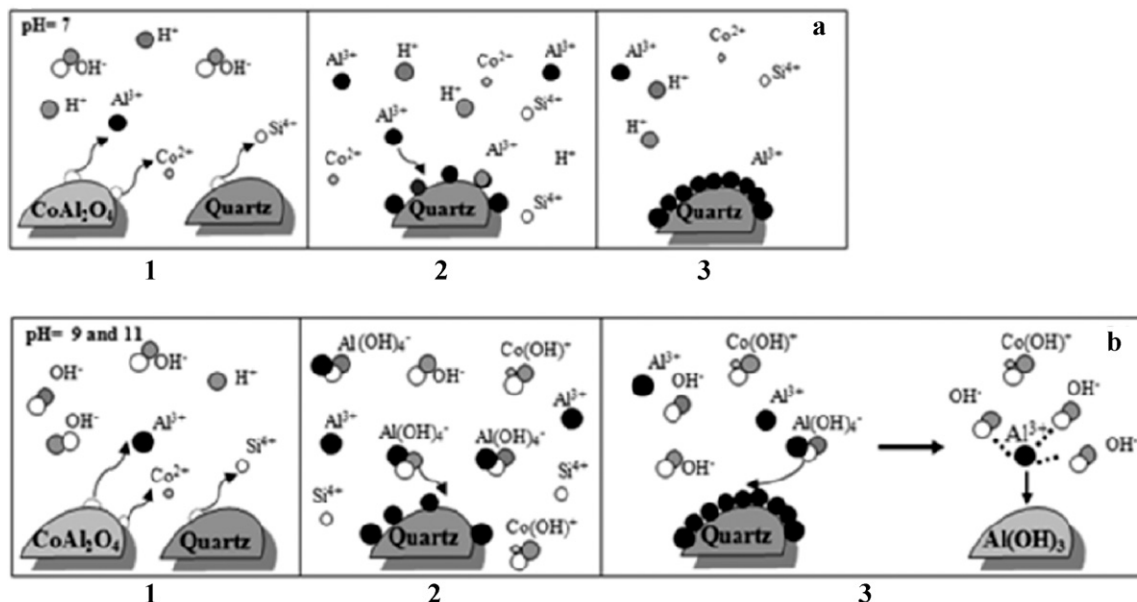 pH= 7
a
H⁺
OH⁻
OH⁻
H⁺
Al³⁺
Co²⁺
Si⁴⁺
CoAl₂O₄
Quartz
Al³⁺
H⁺
Co²⁺
Al³⁺
H⁺
Si⁴⁺
Al³⁺
Al³⁺
H⁺
Co²⁺
Si⁴⁺
Quartz
Al³⁺
Co²⁺
H⁺
Si⁴⁺
H⁺
Al³⁺
Quartz
1
2
3
pH= 9 and 11
b
OH⁻
OH⁻
H⁺
OH⁻
Al³⁺
Co²⁺
Si⁴⁺
CoAl₂O₄
Quartz
Al(OH)₄⁻
OH⁻
Co(OH)⁺
Al³⁺
Al³⁺
Al(OH)₄⁻
Al(OH)₄⁻
Si⁴⁺
Si⁴⁺
Co(OH)⁺
Quartz
Al³⁺
Co(OH)⁺
OH⁻
Al³⁺
Al(OH)₄⁻
OH⁻
Quartz
Co(OH)⁺
OH⁻
OH⁻
Al³⁺
OH⁻
Al(OH)₃
1
2
3